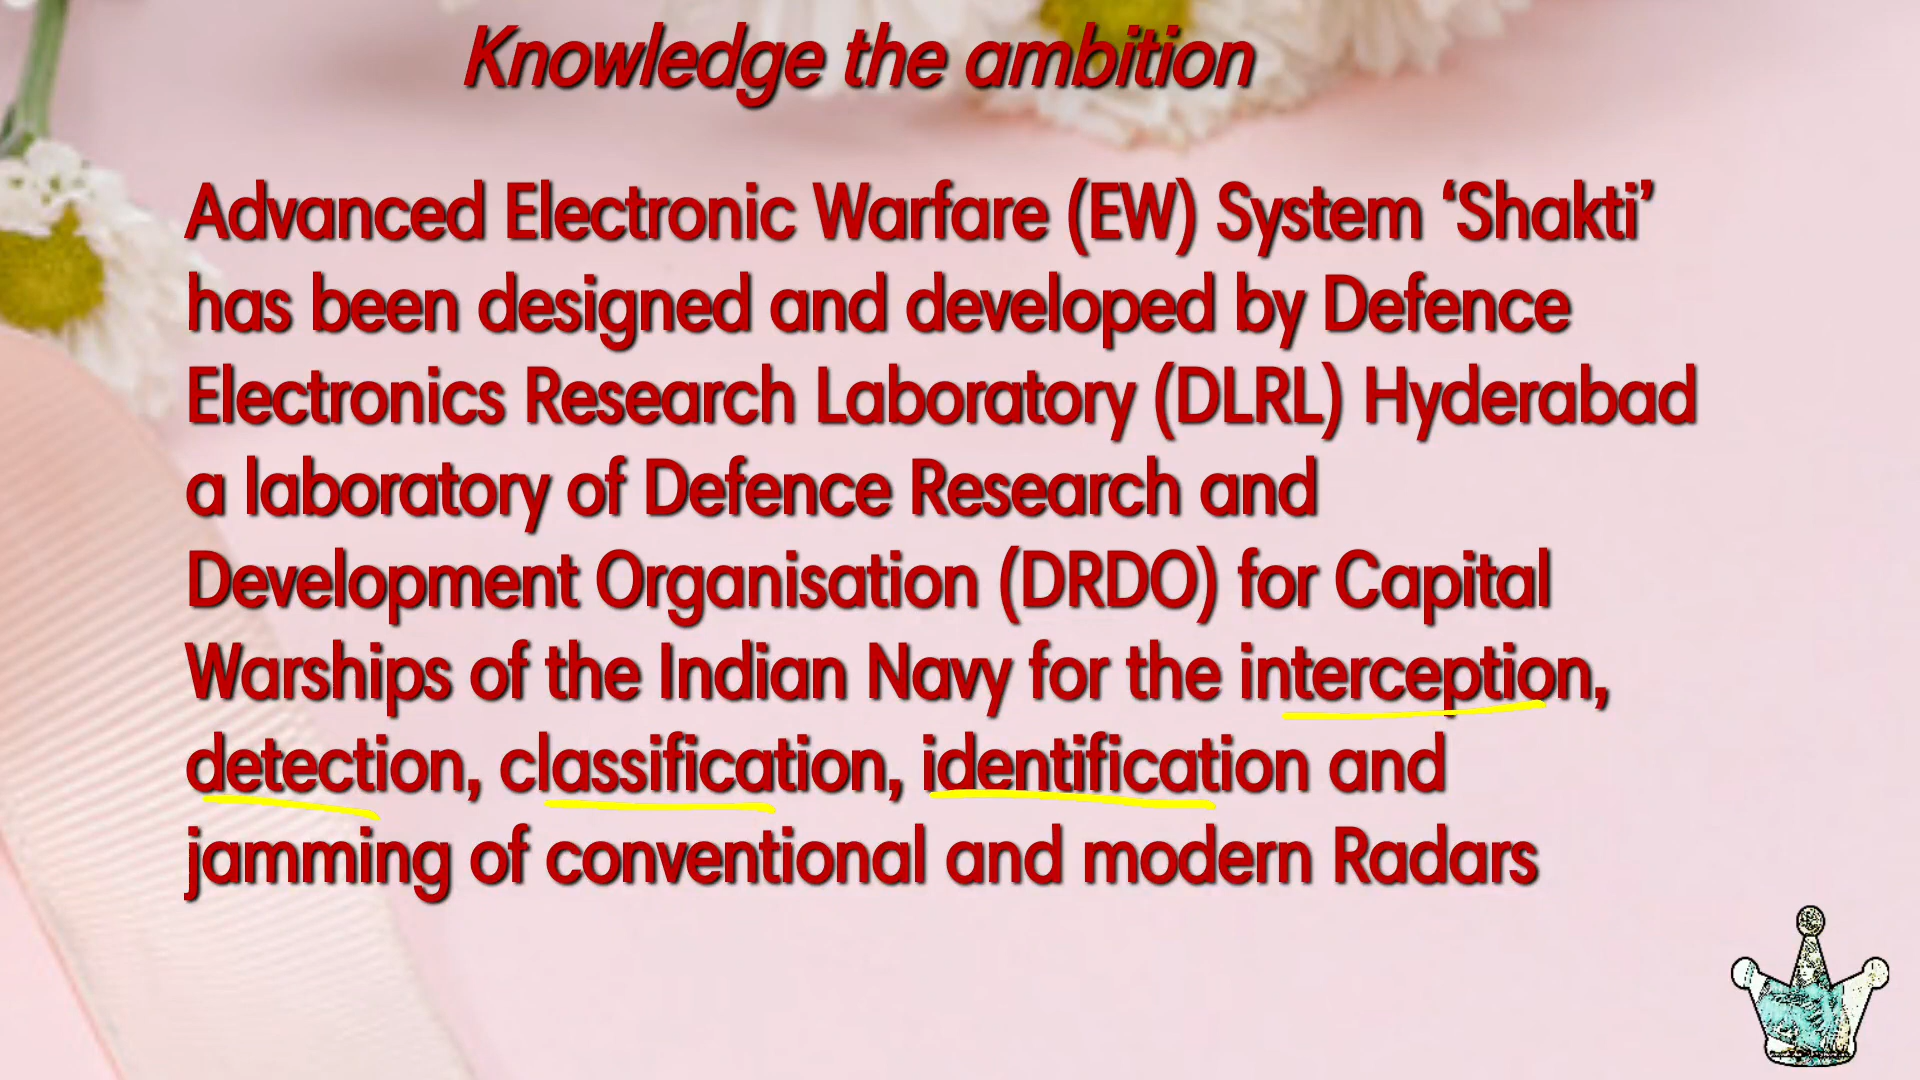 Knowledge the ambition
Advanced Electronic Warfare (EW) System ‘Shakti’
has been designed and developed by Defence
Electronics Research Laboratory (DLRL) Hyderabad
a laboratory of Defence Research and
Development Organisation (DRDO) for Capital
Warships of the Indian Navy for the interception,
detection, classification, identification and
jamming of conventional and modern Radars